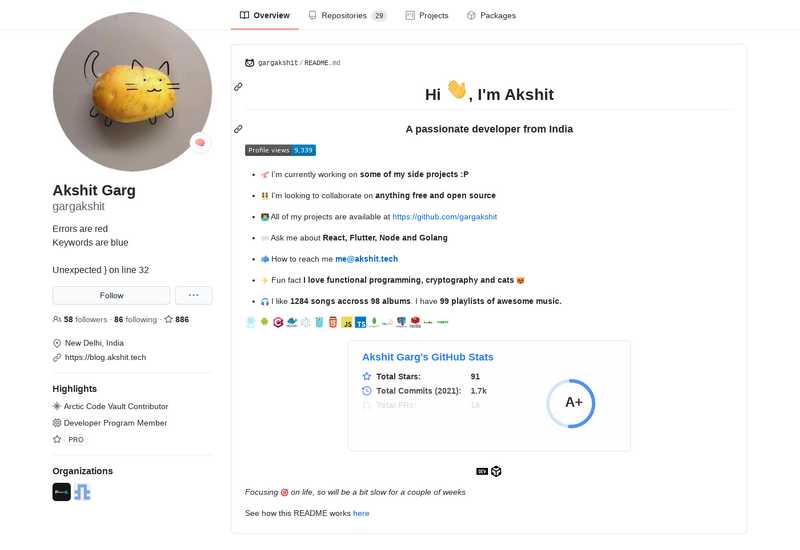 Overview
Repositories 29
Projects
Packages
gargakshit / README.md
Hi 👋, I'm Akshit
A passionate developer from India
Profile views 9,339
I'm currently working on some of my side projects :P
I'm looking to collaborate on anything free and open source
All of my projects are available at https://github.com/gargakshit
Ask me about React, Flutter, Node and Golang
How to reach me me@akshit.tech
Fun fact I love functional programming, cryptography and cats
I like 1284 songs accross 98 albums. I have 99 playlists of awesome music.
JS
TS
Akshit Garg's GitHub Stats
Total Stars: 91
Total Commits (2021): 1.7k
Total PRs:
A+
DEV
Focusing 🎯 on life, so will be a bit slow for a couple of weeks
See how this README works here
Akshit Garg
gargakshit
Errors are red
Keywords are blue
Unexpected } on line 32
Follow
...
58 followers · 86 following · 886
New Delhi, India
https://blog.akshit.tech
Highlights
Arctic Code Vault Contributor
Developer Program Member
PRO
Organizations